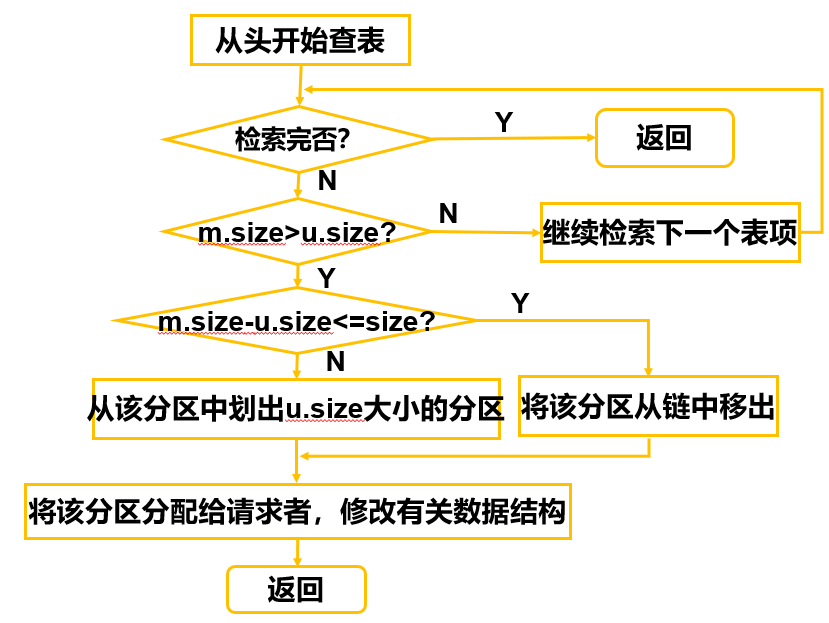 从头开始查表
检索完否?
Y
返回
N
m.size>u.size?
N
继续检索下一个表项
Y
m.size-u.size<=size?
Y
N
从该分区中划出u.size大小的分区
将该分区从链中移出
将该分区分配给请求者，修改有关数据结构
返回